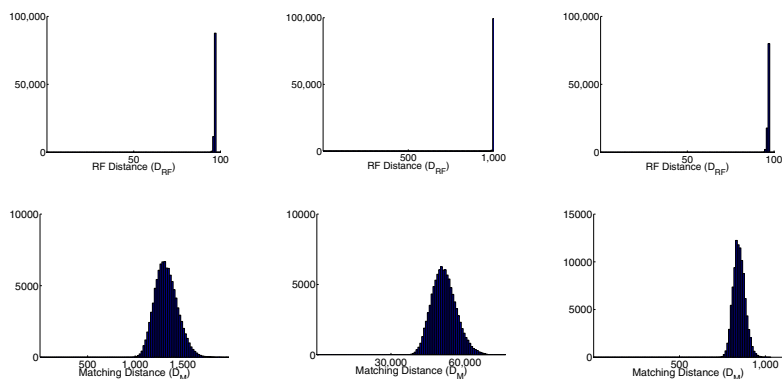 100,000 100,000 100,000
50,000 50,000 50,000
0 0 0
50 100 500 1,000 50 100
RF Distance (D_RF) RF Distance (D_RF) RF Distance (D_RF)
10000 10000 15000
5000 5000 10000
5000
0 0 0
500 1,000 1,500 30,000 60,000 500 1,000
Matching Distance (D_M) Matching Distance (D_M) Matching Distance (D_M)